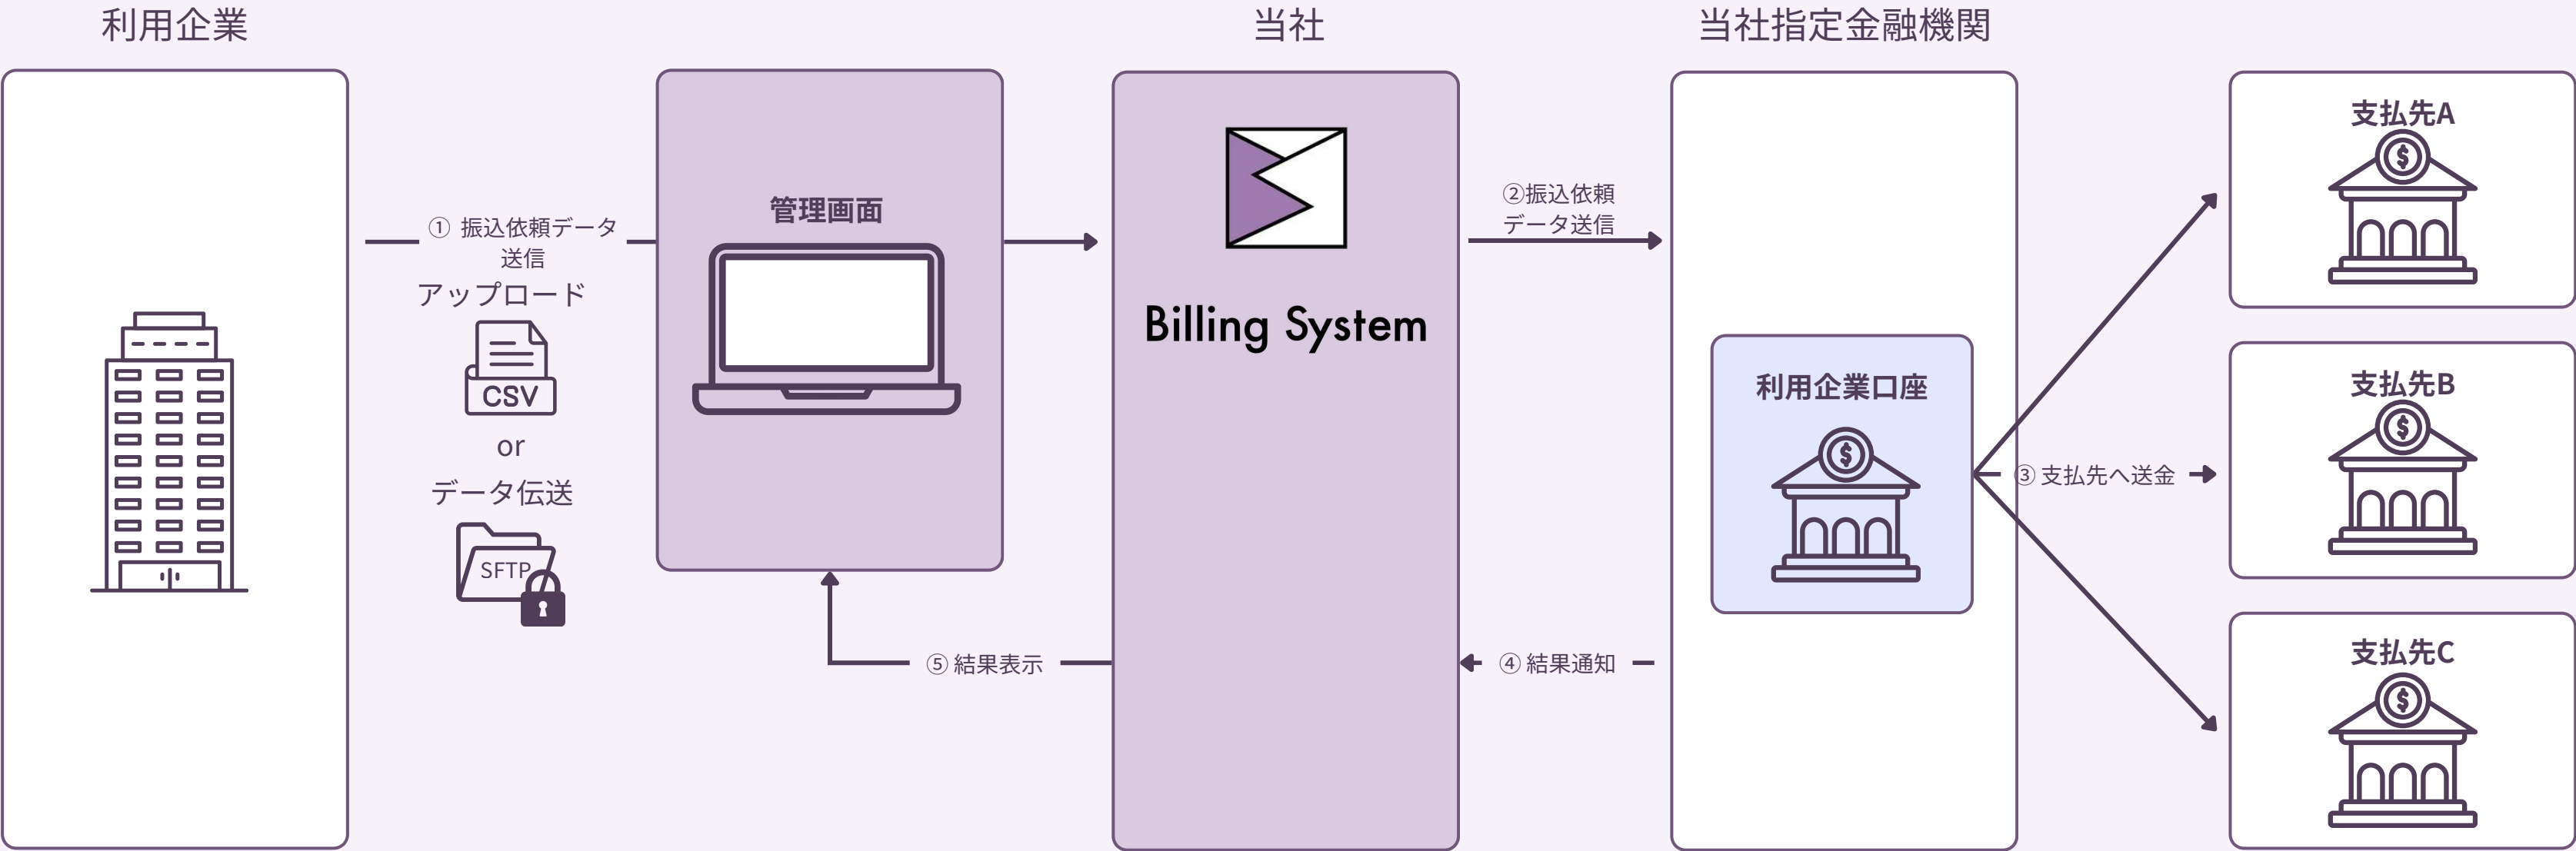 利用企業
当社
当社指定金融機関
① 振込依頼データ
送信
アップロード
CSV
or
データ伝送
SFTP
管理画面
Billing System
②振込依頼
データ送信
利用企業口座
③ 支払先へ送金
支払先A
支払先B
支払先C
④ 結果通知
⑤ 結果表示